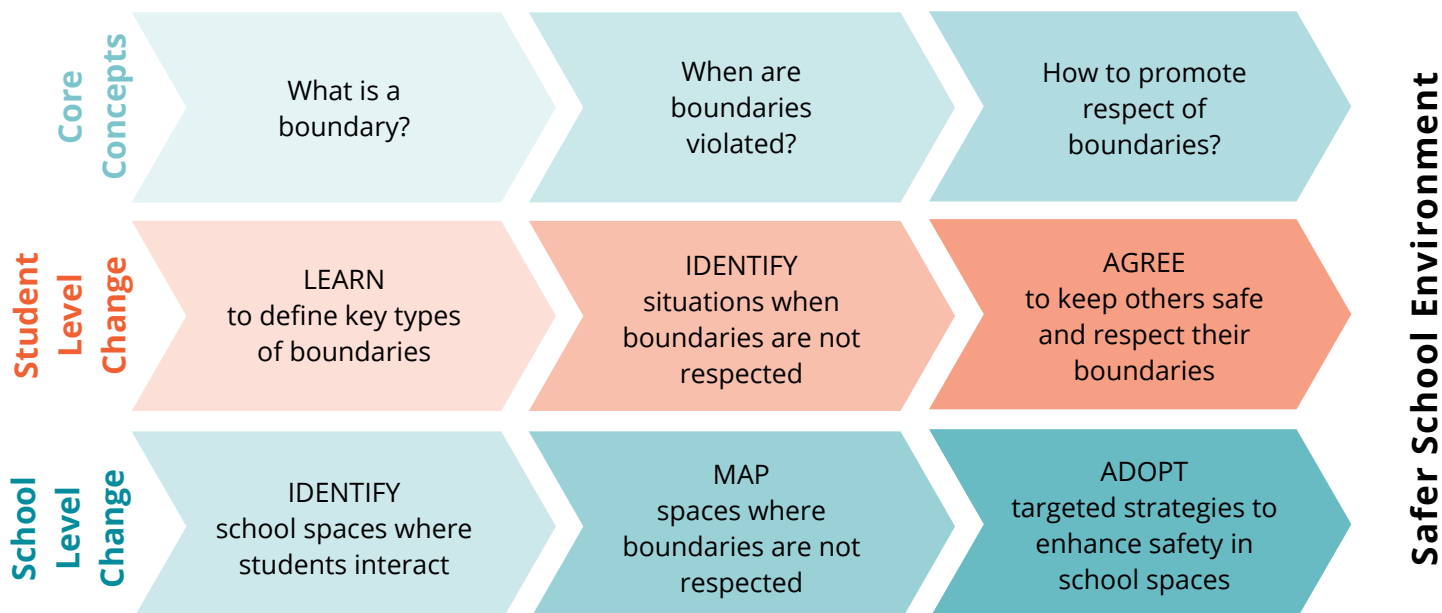 Core
Concepts
What is a
boundary?
When are
boundaries
violated?
How to promote
respect of
boundaries?
Student
Level
Change
LEARN
to define key types
of boundaries
IDENTIFY
situations when
boundaries are not
respected
AGREE
to keep others safe
and respect their
boundaries
School
Level
Change
IDENTIFY
school spaces where
students interact
MAP
spaces where
boundaries are not
respected
ADOPT
targeted strategies to
enhance safety in
school spaces
Safer School Environment